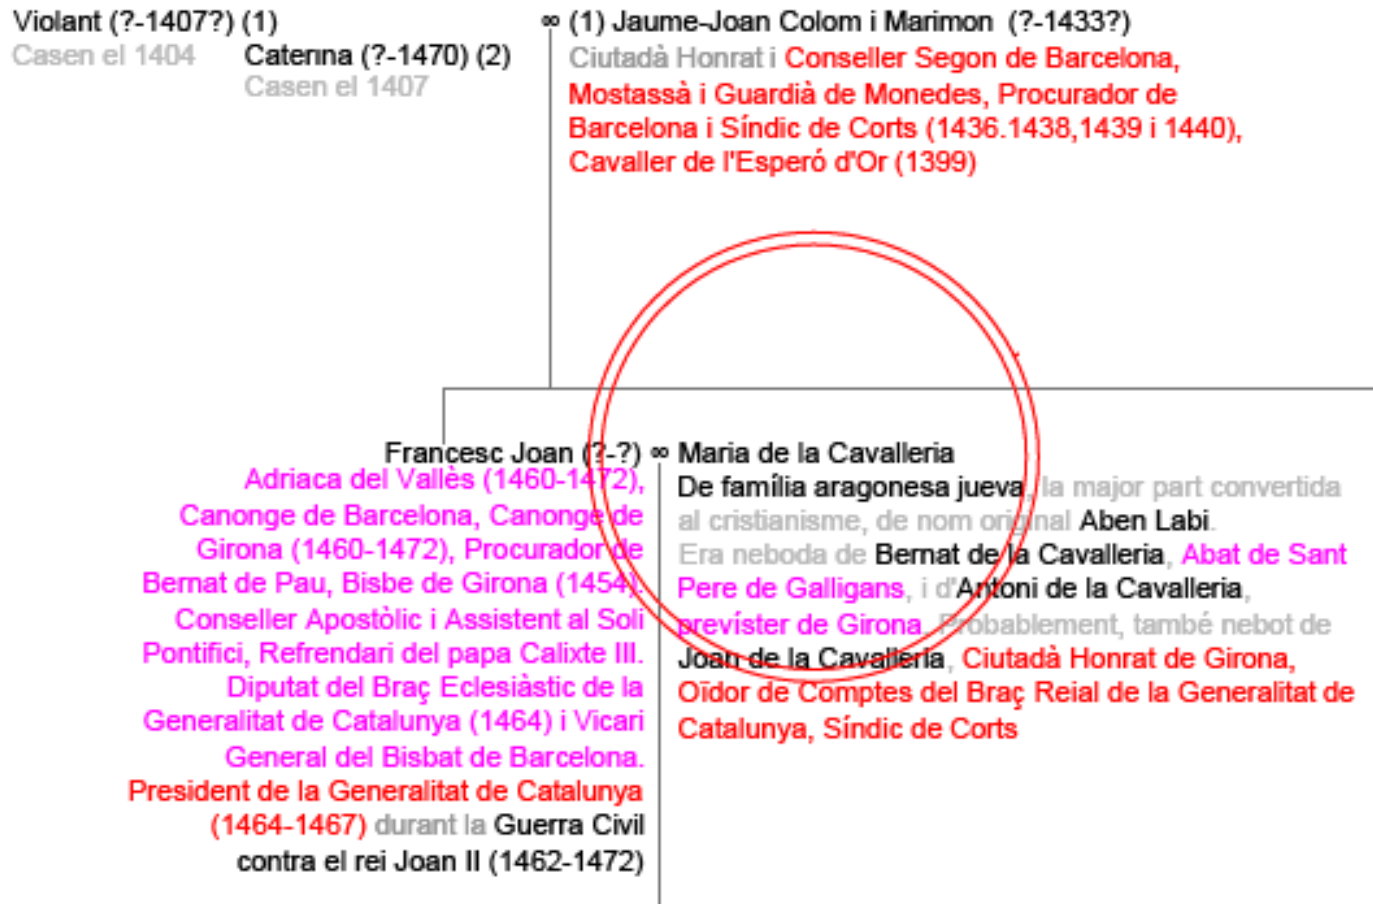 Violant (?-1407?) (1)
Casen el 1404
Caterina (?-1470) (2)
Casen el 1407
∞ (1) Jaume-Joan Colom i Marimon (?-1433?)
Ciutadà Honrat i Conseller Segon de Barcelona,
Mostassà i Guardià de Monedes, Procurador de
Barcelona i Síndic de Corts (1436.1438,1439 i 1440),
Cavaller de l'Esperó d'Or (1399)
Francesc Joan (?-?) ∞ Maria de la Cavalleria
Adriaca del Vallès (1460-1472),
Canonge de Barcelona, Canonge de
Girona (1460-1472), Procurador de
Bernat de Pau, Bisbe de Girona (1454).
Conseller Apostòlic i Assistent al Soli
Pontifici, Refrendari del papa Calixte III.
Diputat del Braç Eclesiàstic de la
Generalitat de Catalunya (1464) i Vicari
General del Bisbat de Barcelona.
President de la Generalitat de Catalunya
(1464-1467) durant la Guerra Civil
contra el rei Joan II (1462-1472)
De família aragonesa jueva, la major part convertida
al cristianisme, de nom original Aben Labi.
Era neboda de Bernat de la Cavalleria, Abat de Sant
Pere de Galligans, i d'Antoni de la Cavalleria,
prevíster de Girona. Probablement, també nebot de
Joan de la Cavalleria, Ciutadà Honrat de Girona,
Oïdor de Comptes del Braç Reial de la Generalitat de
Catalunya, Síndic de Corts